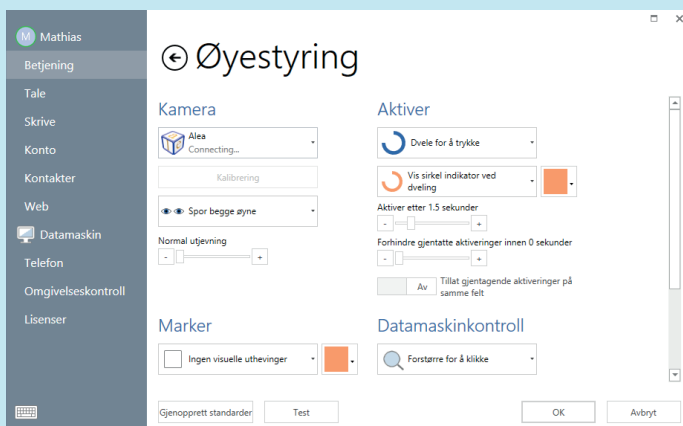 M Mathias
Betjening
Tale
Skrive
Konto
Kontakter
Web
Datamaskin
Telefon
Omgivelseskontroll
Lisenser
Øyestyring
Kamera
Alea
Connecting...
Kalibrering
Spor begge øyne
Normal utjevning
- +
Aktiver
Dvele for å trykke
Vis sirkel indikator ved
dveling
Aktiver etter 1.5 sekunder
- +
Forhindre gjentatte aktiveringer innen 0 sekunder
- +
Av
Tillat gjentagende aktiveringer på
samme felt
Marker
Ingen visuelle uthevinger
Datamaskinkontroll
Forstørre for å klikke
Gjenopprett standarder
Test
OK
Avbryt